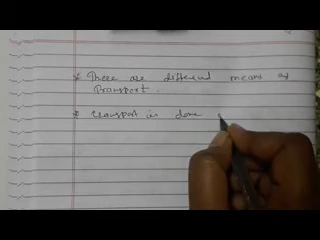 * There are different means of
Transport.
* transport is done